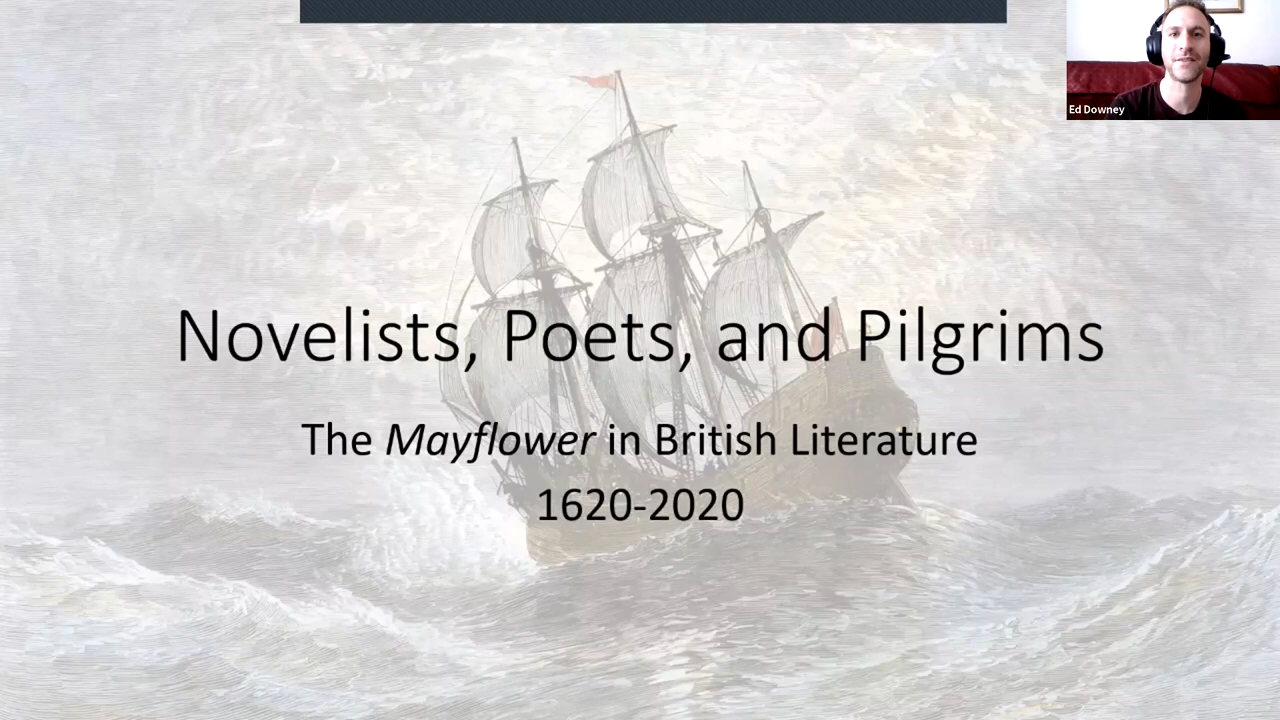 Ed Downey
Novelists, Poets, and Pilgrims
The Mayflower in British Literature
1620-2020